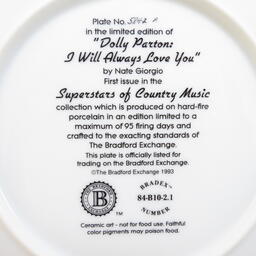 Plate No.
in the limited edition of
"Dolly Parton:
I Will Always Love You"
by Nate Giorgio
First issue in the
Superstars of Country Music
collection which is produced on hard-fire
porcelain in an edition limited to a
maximum of 95 firing days and
crafted to the exacting standards of
The Bradford Exchange.
This plate is officially listed for
trading on the Bradford Exchange.
© The Bradford Exchange 1993
B
TM
BRADEX
84-B10-2.1
NUMBER
Ceramic art - not for food use. Faithful
color pigments may poison food.